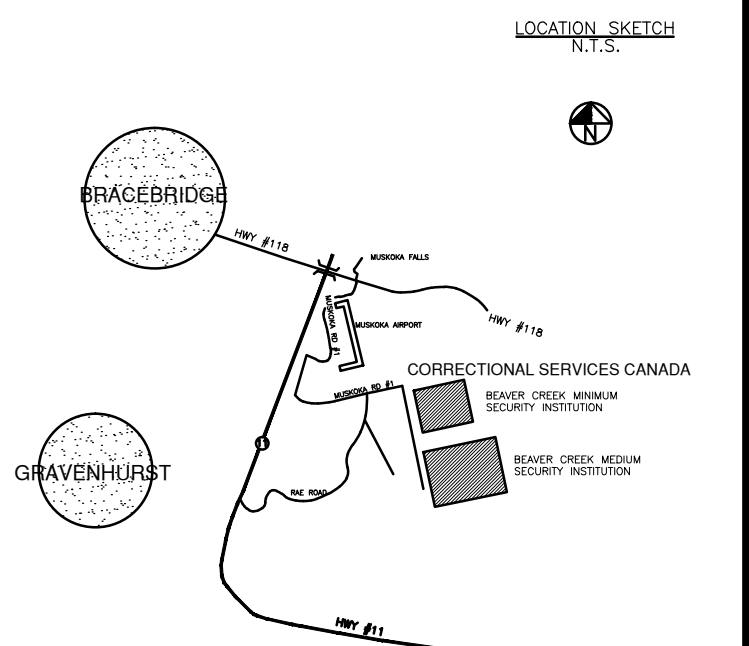 LOCATION SKETCH
N.T.S.
N
BRACEBRIDGE
HWY #118
MUSKOKA FALLS
MUSKOKA RD #1
MUSKOKA AIRPORT
HWY #118
CORRECTIONAL SERVICES CANADA
MUSKOKA RD #1
BEAVER CREEK MINIMUM
SECURITY INSTITUTION
11
GRAVENHURST
BEAVER CREEK MEDIUM
SECURITY INSTITUTION
RAE ROAD
HWY #11